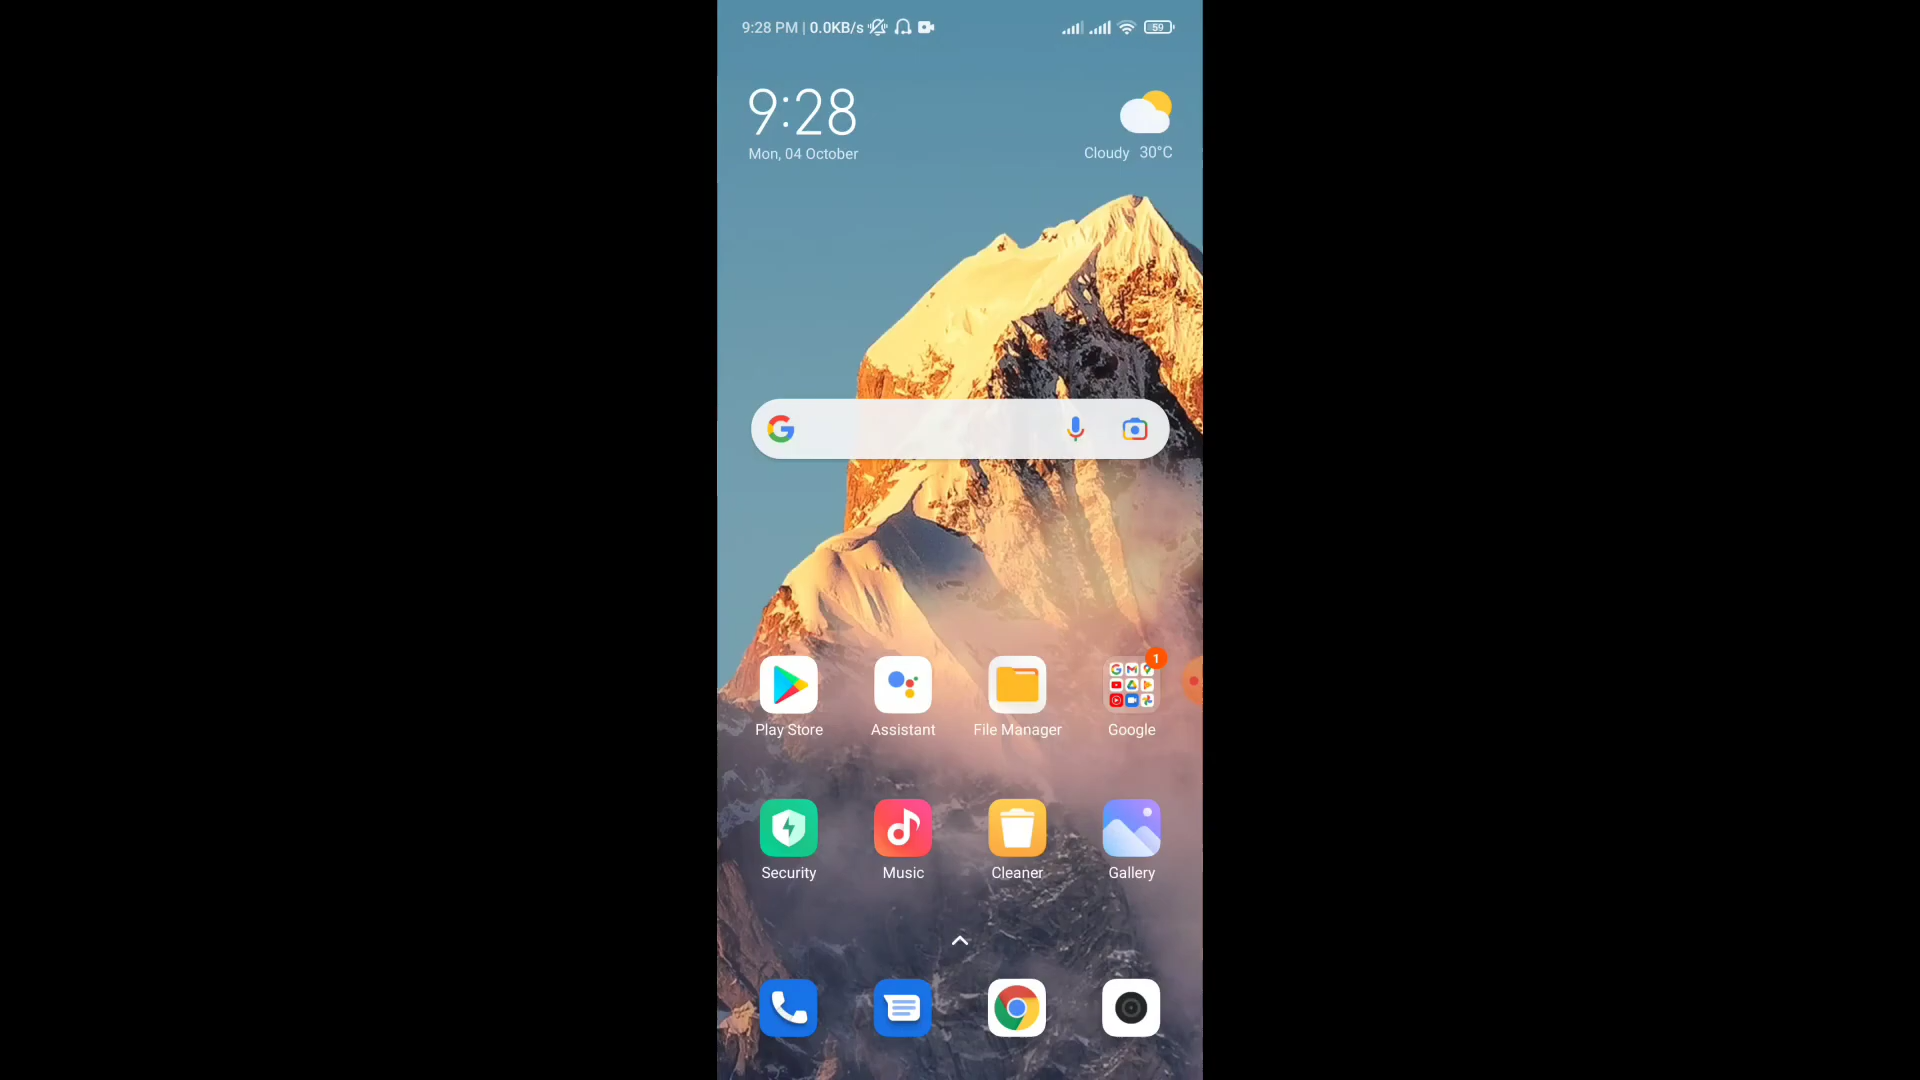 9:28 PM | 0.0KB/s
59
9:28
Mon, 04 October
Cloudy 30°C
1
Play Store
Assistant
File Manager
Google
Security
Music
Cleaner
Gallery